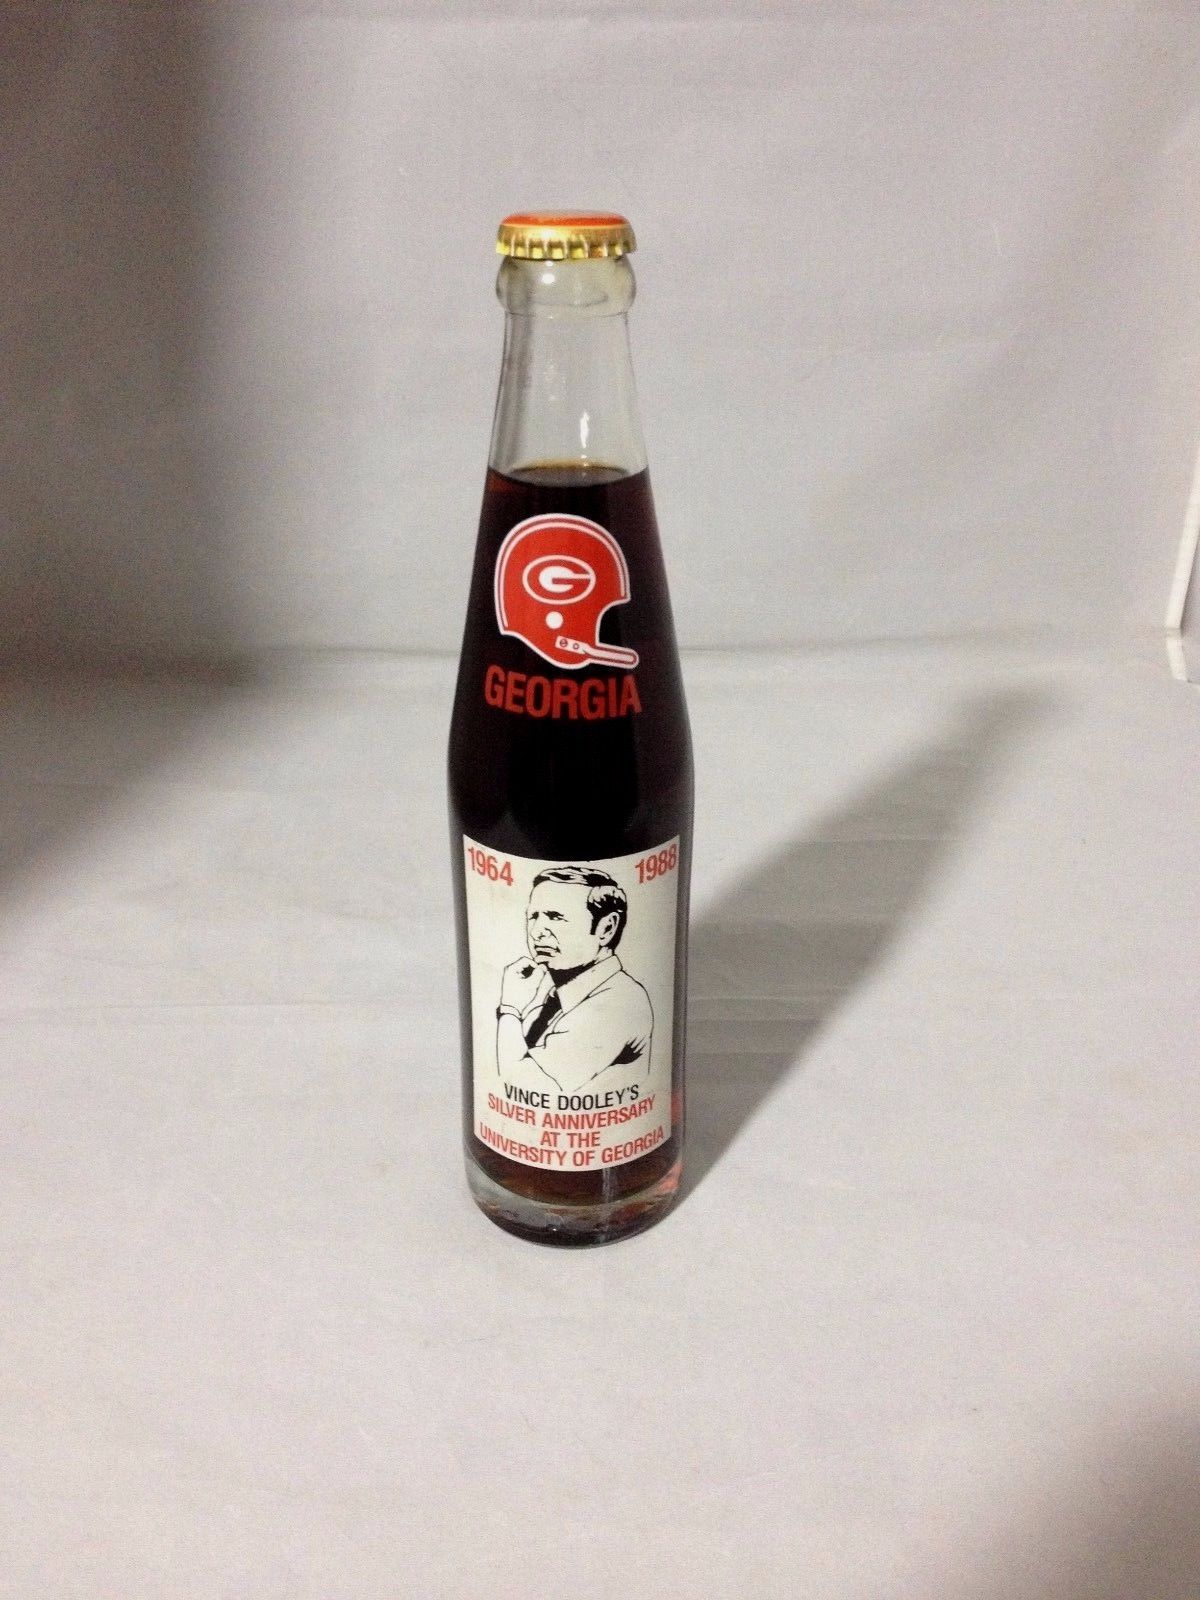 G
GEORGIA
1964 1988
VINCE DOOLEY'S
SILVER ANNIVERSARY
AT THE
UNIVERSITY OF GEORGIA